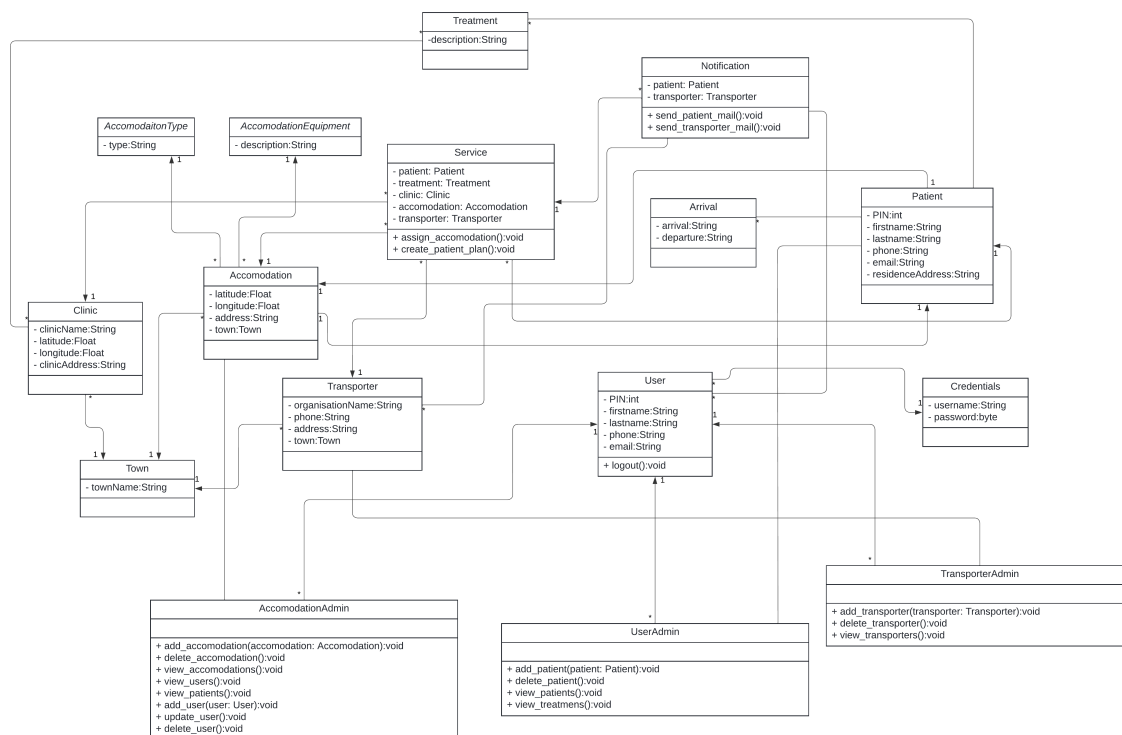 Treatment
-description:String
Notification
- patient: Patient
- transporter: Transporter
+ send_patient_mail():void
+ send_transporter_mail():void
AccomodaitonType
- type:String
AccomodationEquipment
- description:String
Service
- patient: Patient
- treatment: Treatment
- clinic: Clinic
- accomodation: Accomodation
- transporter: Transporter
+ assign_accomodation():void
+ create_patient_plan():void
Arrival
- arrival:String
- departure:String
Patient
- PIN:int
- firstname:String
- lastname:String
- phone:String
- email:String
- residenceAddress:String
Accomodation
- latitude:Float
- longitude:Float
- address:String
- town:Town
Clinic
- clinicName:String
- latitude:Float
- longitude:Float
- clinicAddress:String
Transporter
- organisationName:String
- phone:String
- address:String
- town:Town
User
- PIN:int
- firstname:String
- lastname:String
- phone:String
- email:String
+ logout():void
Credentials
- username:String
- password:byte
Town
- townName:String
TransporterAdmin
+ add_transporter(transporter: Transporter):void
+ delete_transporter():void
+ view_transporters():void
AccomodationAdmin
+ add_accomodation(accomodation: Accomodation):void
+ delete_accomodation():void
+ view_accomodations():void
+ view_users():void
+ view_patients():void
+ add_user(user: User):void
+ update_user():void
+ delete_user():void
UserAdmin
+ add_patient(patient: Patient):void
+ delete_patient():void
+ view_patients():void
+ view_treatmens():void